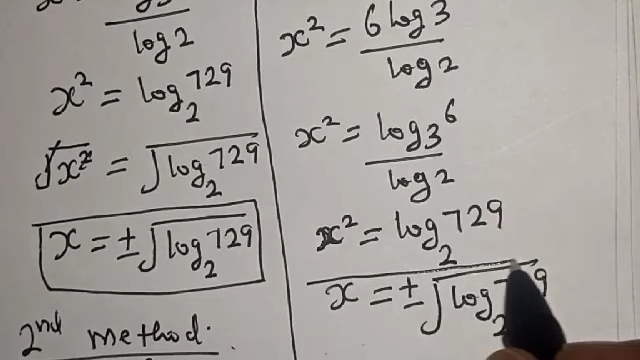 log 2
x² = log₂ 729
√x² = √log₂ 729
x = ±√log₂ 729
2nd method:
x² = 6 log 3
log 2
x² = log 3⁶
log 2
x² = log₂ 729
x = ±√log₂